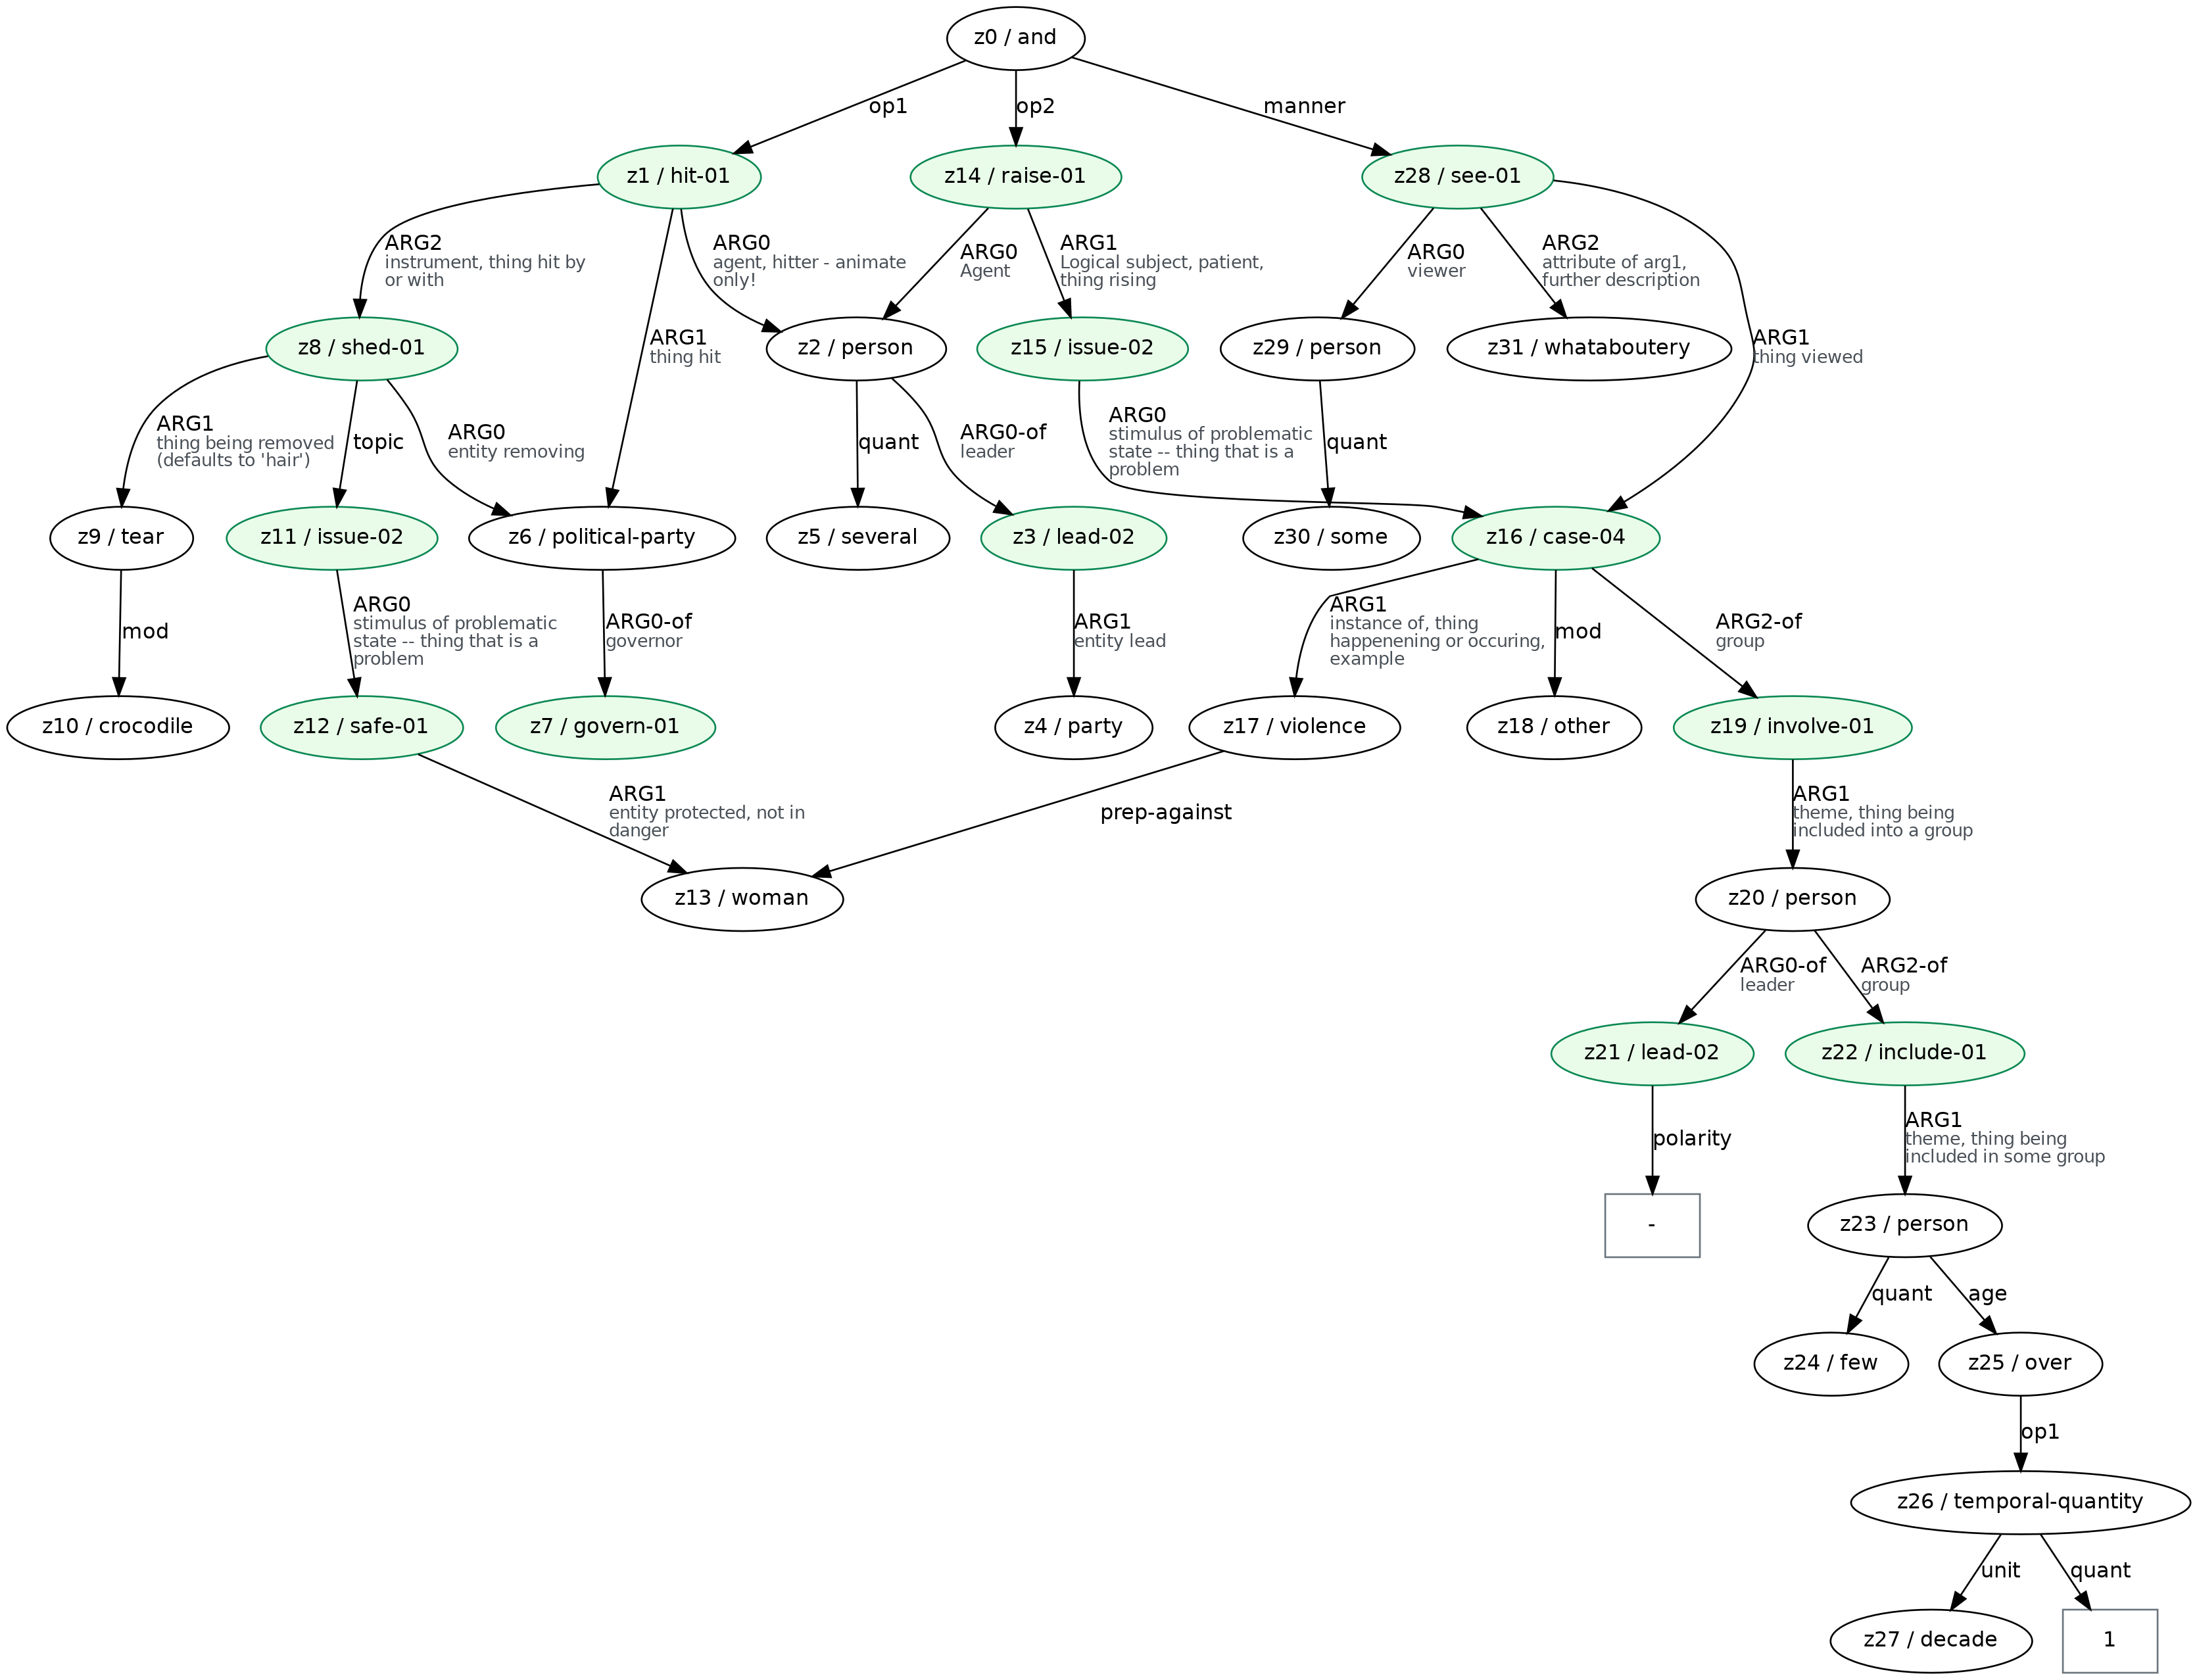 z0 / and
op1
op2
manner
z1 / hit-01
z14 / raise-01
z28 / see-01
ARG2
instrument, thing hit by
or with
ARG0
agent, hitter - animate
only!
ARG0
Agent
ARG1
Logical subject, patient,
thing rising
ARG0
viewer
ARG2
attribute of arg1,
further description
ARG1
thing hit
ARG1
thing viewed
z8 / shed-01
z2 / person
z15 / issue-02
z29 / person
z31 / whataboutery
ARG1
thing being removed
(defaults to 'hair')
topic
ARG0
entity removing
quant
ARG0-of
leader
ARG0
stimulus of problematic
state -- thing that is a
problem
quant
z9 / tear
z11 / issue-02
z6 / political-party
z5 / several
z3 / lead-02
z30 / some
z16 / case-04
mod
ARG0
stimulus of problematic
state -- thing that is a
problem
ARG0-of
governor
ARG1
entity lead
ARG1
instance of, thing
happenening or occuring,
example
mod
ARG2-of
group
z10 / crocodile
z12 / safe-01
z7 / govern-01
z4 / party
z17 / violence
z18 / other
z19 / involve-01
ARG1
entity protected, not in
danger
prep-against
ARG1
theme, thing being
included into a group
z13 / woman
z20 / person
ARG0-of
leader
ARG2-of
group
z21 / lead-02
z22 / include-01
polarity
ARG1
theme, thing being
included in some group
-
z23 / person
quant
age
z24 / few
z25 / over
op1
z26 / temporal-quantity
unit
quant
z27 / decade
1